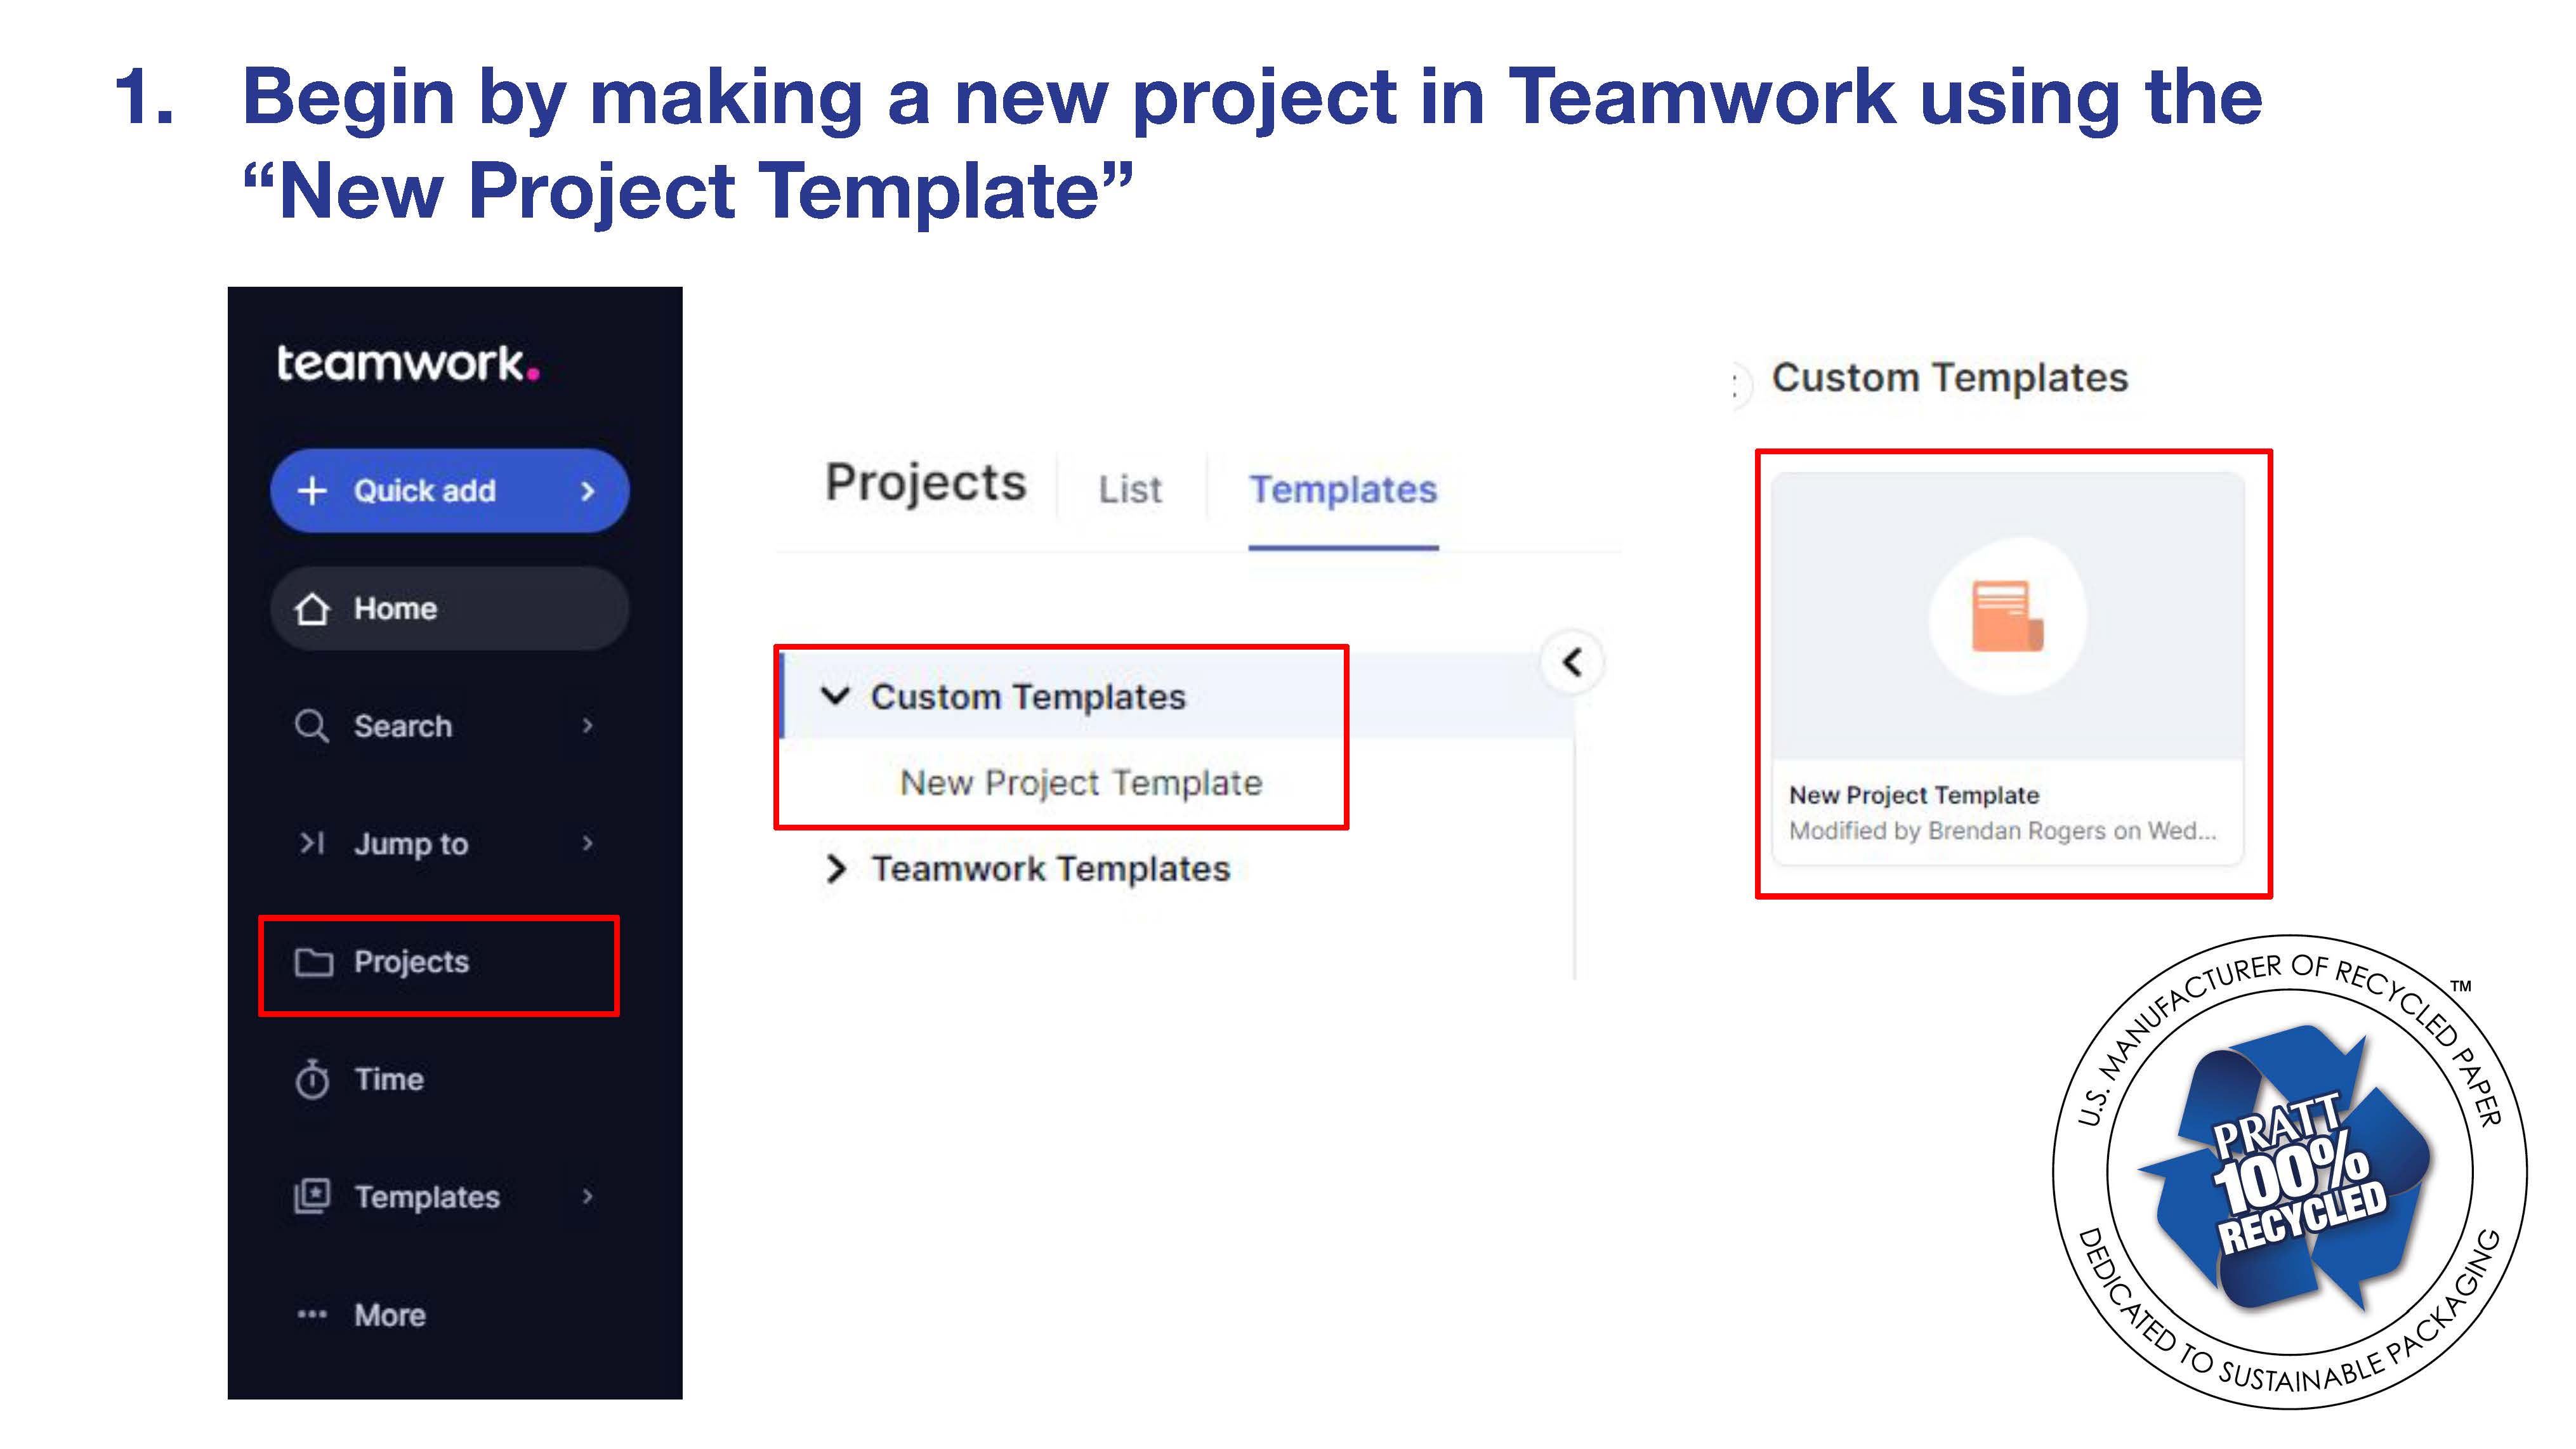 1. Begin by making a new project in Teamwork using the
“New Project Template”
teamwork.
Quick add
Home
Search
Jump to
Projects
Time
Templates
More
Projects List Templates
Custom Templates
New Project Template
Teamwork Templates
Custom Templates
New Project Template
Modified by Brendan Rogers on Wed...
U.S. MANUFACTURER OF RECYCLED PAPER
TM
PRATT
100%
RECYCLED
DEDICATED TO SUSTAINABLE PACKAGING